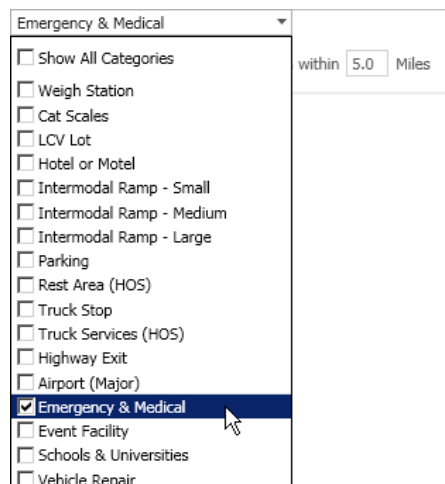 Emergency & Medical
Show All Categories
within 5.0 Miles
Weigh Station
Cat Scales
LCV Lot
Hotel or Motel
Intermodal Ramp - Small
Intermodal Ramp - Medium
Intermodal Ramp - Large
Parking
Rest Area (HOS)
Truck Stop
Truck Services (HOS)
Highway Exit
Airport (Major)
Emergency & Medical
Event Facility
Schools & Universities
Vehicle Repair